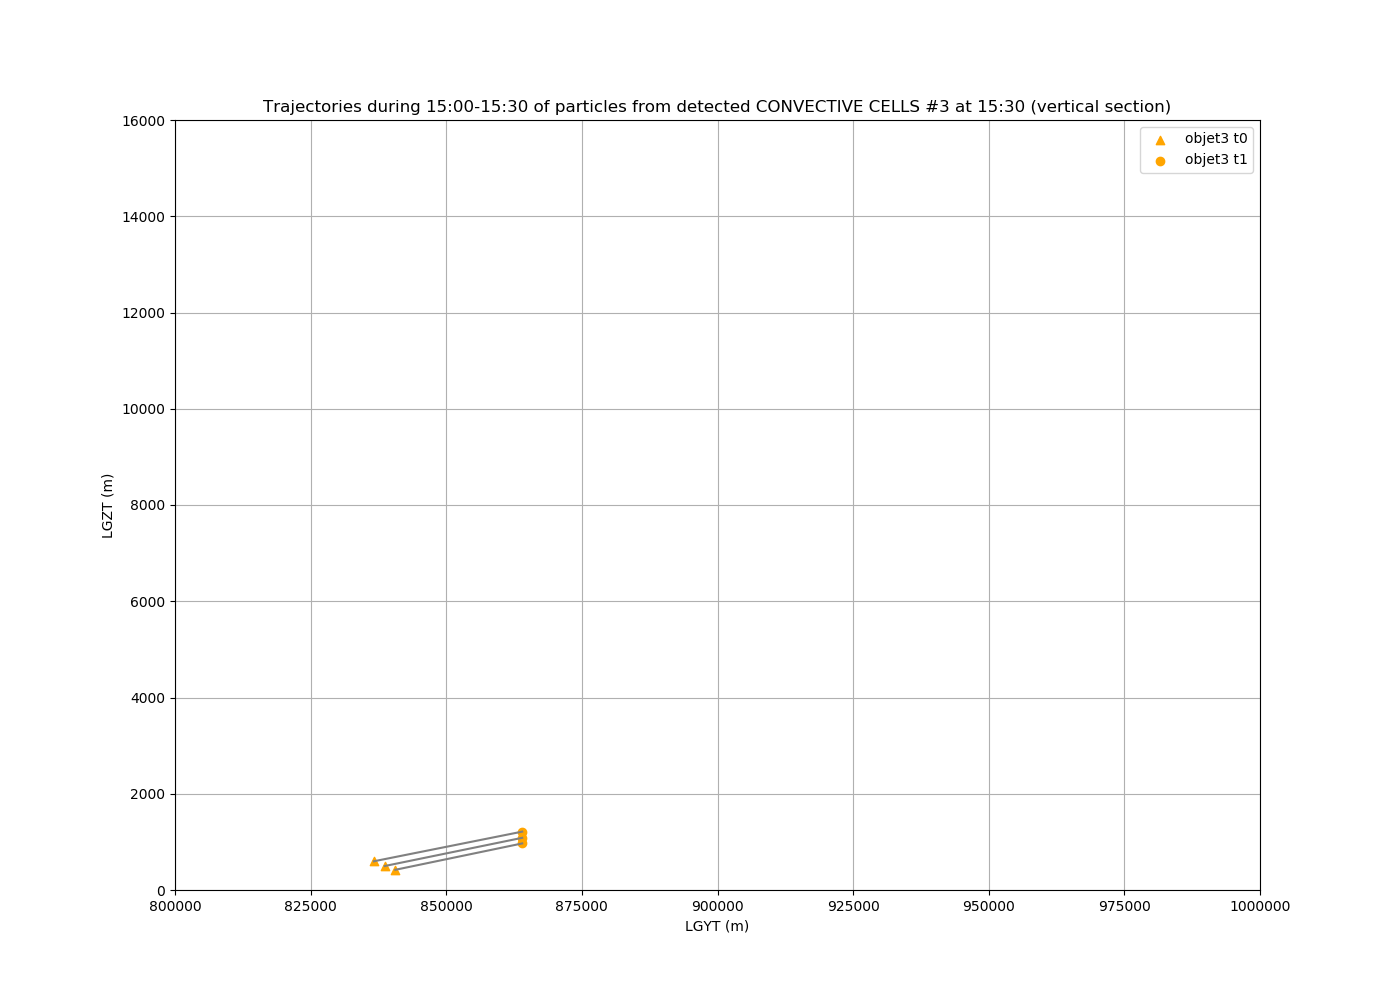 Trajectories during 15:00-15:30 of particles from detected CONVECTIVE CELLS #3 at 15:30 (vertical section)
objet3 t0
objet3 t1
16000
14000
12000
10000
8000
6000
4000
2000
0
LGZT (m)
800000 825000 850000 875000 900000 925000 950000 975000 1000000
LGYT (m)